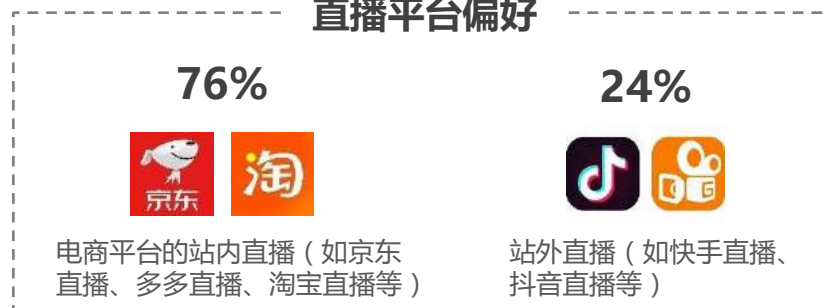 直播平台偏好
76%
24%
京东
淘
电商平台的站内直播（如京东
直播、多多直播、淘宝直播等）
站外直播（如快手直播、
抖音直播等）